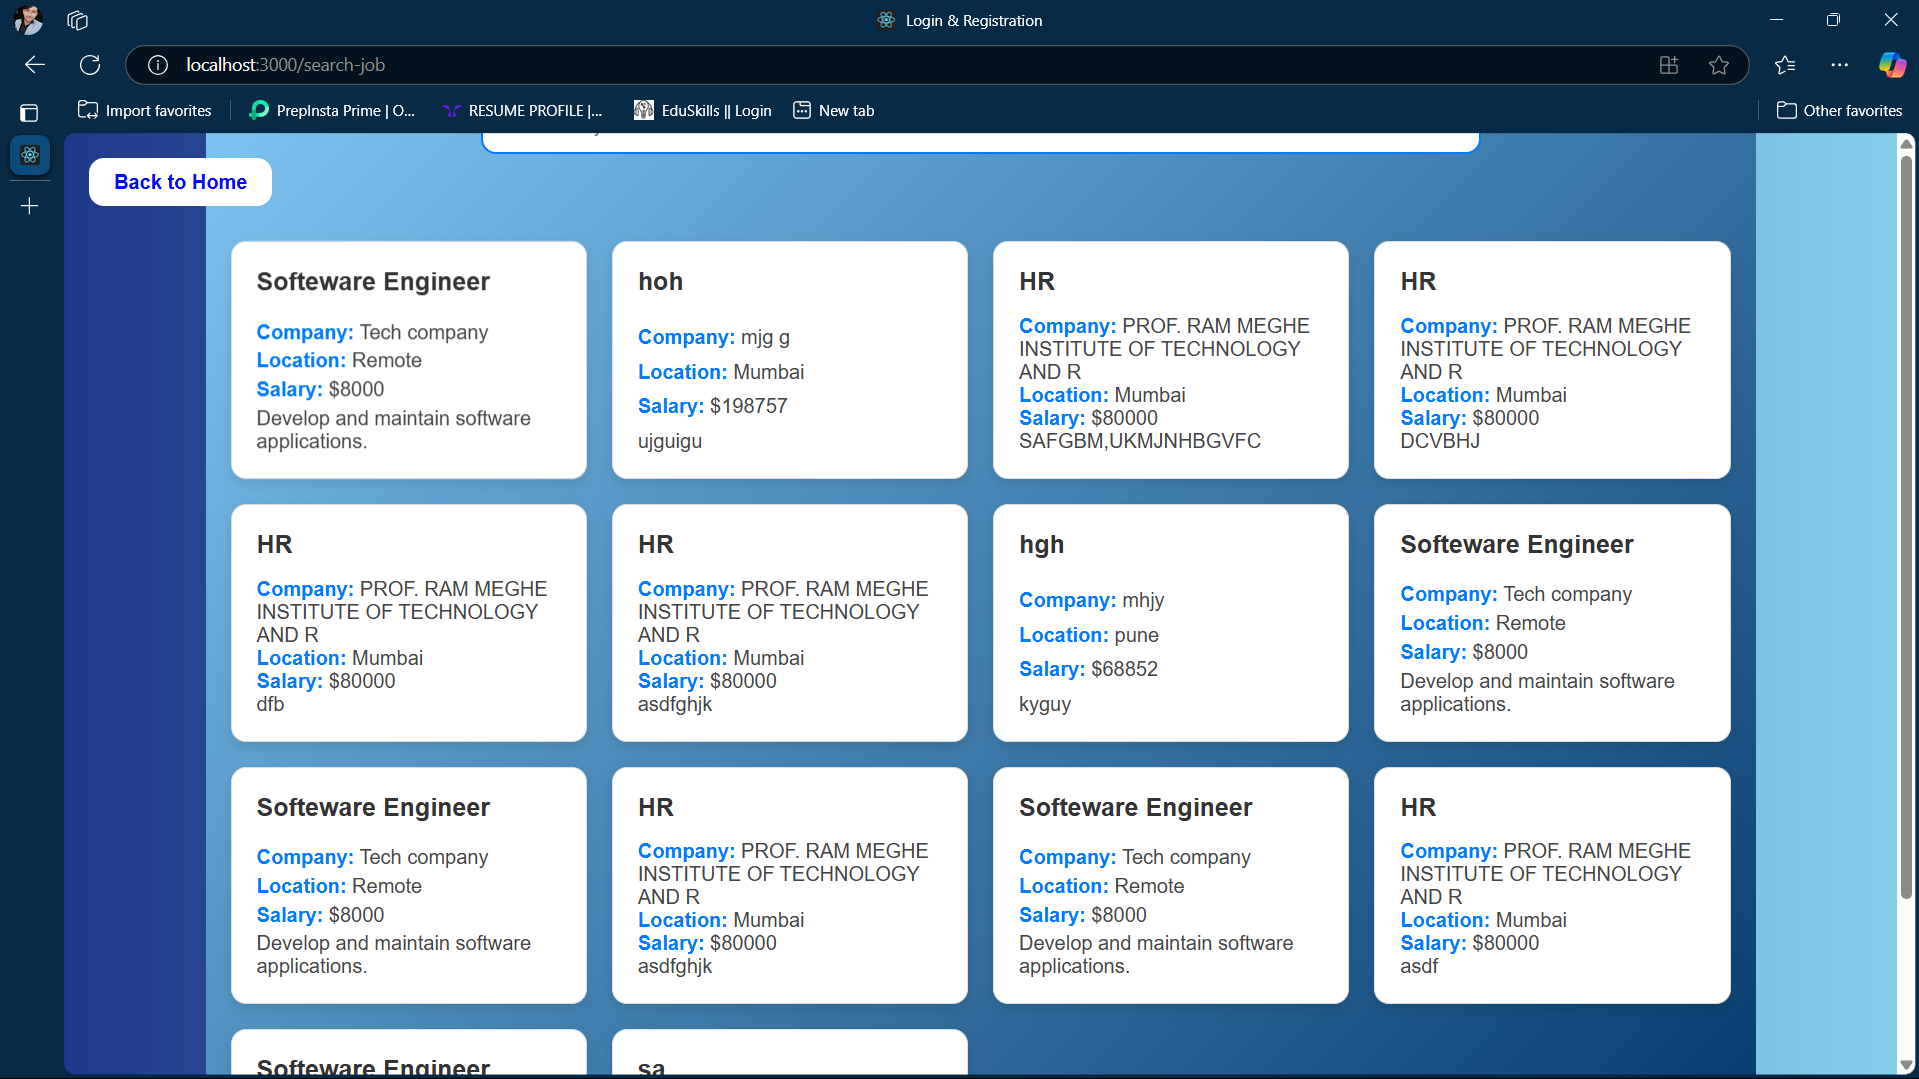 Login & Registration
localhost:3000/search-job
Import favorites
PrepInsta Prime | O...
RESUME PROFILE |...
EduSkills || Login
New tab
Other favorites
Back to Home
Softeware Engineer
Company: Tech company
Location: Remote
Salary: $8000
Develop and maintain software
applications.
hoh
Company: mjg g
Location: Mumbai
Salary: $198757
ujguigu
HR
Company: PROF. RAM MEGHE
INSTITUTE OF TECHNOLOGY
AND R
Location: Mumbai
Salary: $80000
SAFGBM,UKMJNHBGVFC
HR
Company: PROF. RAM MEGHE
INSTITUTE OF TECHNOLOGY
AND R
Location: Mumbai
Salary: $80000
DCVBHJ
HR
Company: PROF. RAM MEGHE
INSTITUTE OF TECHNOLOGY
AND R
Location: Mumbai
Salary: $80000
dfb
HR
Company: PROF. RAM MEGHE
INSTITUTE OF TECHNOLOGY
AND R
Location: Mumbai
Salary: $80000
asdfghjk
hgh
Company: mhjy
Location: pune
Salary: $68852
kyguy
Softeware Engineer
Company: Tech company
Location: Remote
Salary: $8000
Develop and maintain software
applications.
Softeware Engineer
Company: Tech company
Location: Remote
Salary: $8000
Develop and maintain software
applications.
HR
Company: PROF. RAM MEGHE
INSTITUTE OF TECHNOLOGY
AND R
Location: Mumbai
Salary: $80000
asdfghjk
Softeware Engineer
Company: Tech company
Location: Remote
Salary: $8000
Develop and maintain software
applications.
HR
Company: PROF. RAM MEGHE
INSTITUTE OF TECHNOLOGY
AND R
Location: Mumbai
Salary: $80000
asdf
Softeware Engineer
sa